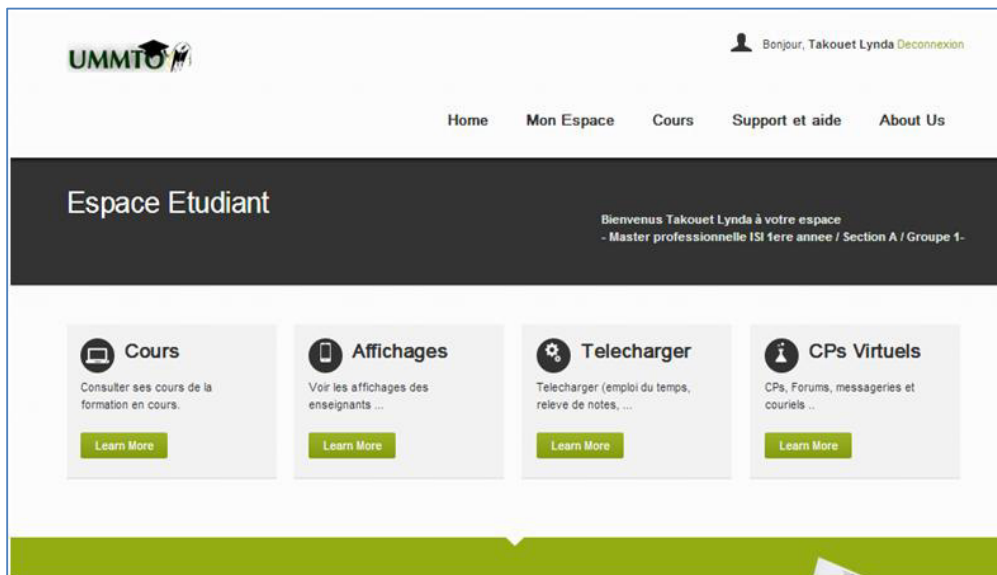 UMMTO
Bonjour, Takouet Lynda Deconnexion
Home Mon Espace Cours Support et aide About Us
Espace Etudiant
Bienvenus Takouet Lynda à votre espace
- Master professionnelle ISI 1ere annee / Section A / Groupe 1-
Cours
Consulter ses cours de la
formation en cours.
Learn More
Affichages
Voir les affichages des
enseignants ...
Learn More
Telecharger
Telecharger (emploi du temps,
releve de notes, ...
Learn More
CPs Virtuels
CPs, Forums, messageries et
couriels ..
Learn More